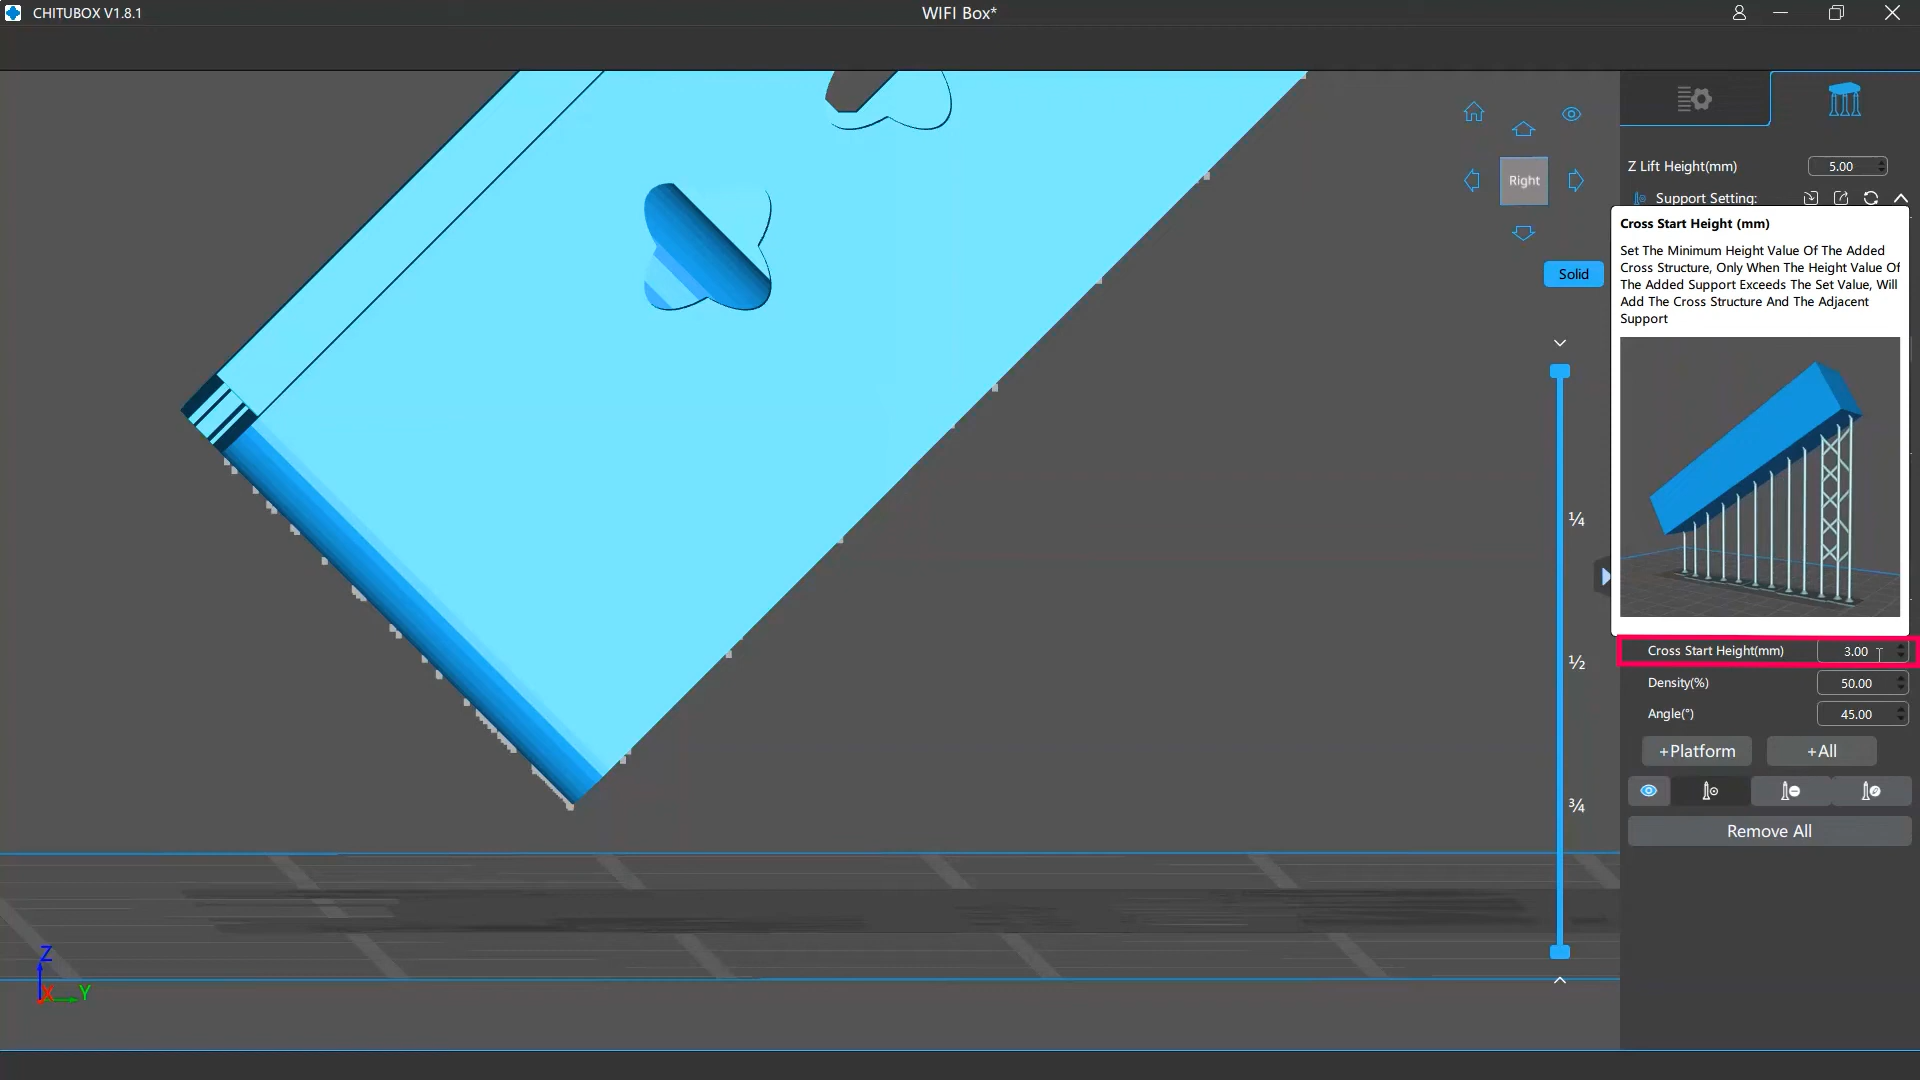 CHITUBOX V1.8.1
WIFI Box*
Right
Z Lift Height(mm)
5.00
Support Setting:
Solid
Cross Start Height (mm)
Set The Minimum Height Value Of The Added
Cross Structure, Only When The Height Value Of
The Added Support Exceeds The Set Value, Will
Add The Cross Structure And The Adjacent
Support
¼
½
¾
Cross Start Height(mm)
3.00
Density(%)
50.00
Angle(°)
45.00
+Platform
+All
Remove All
Z
X
Y